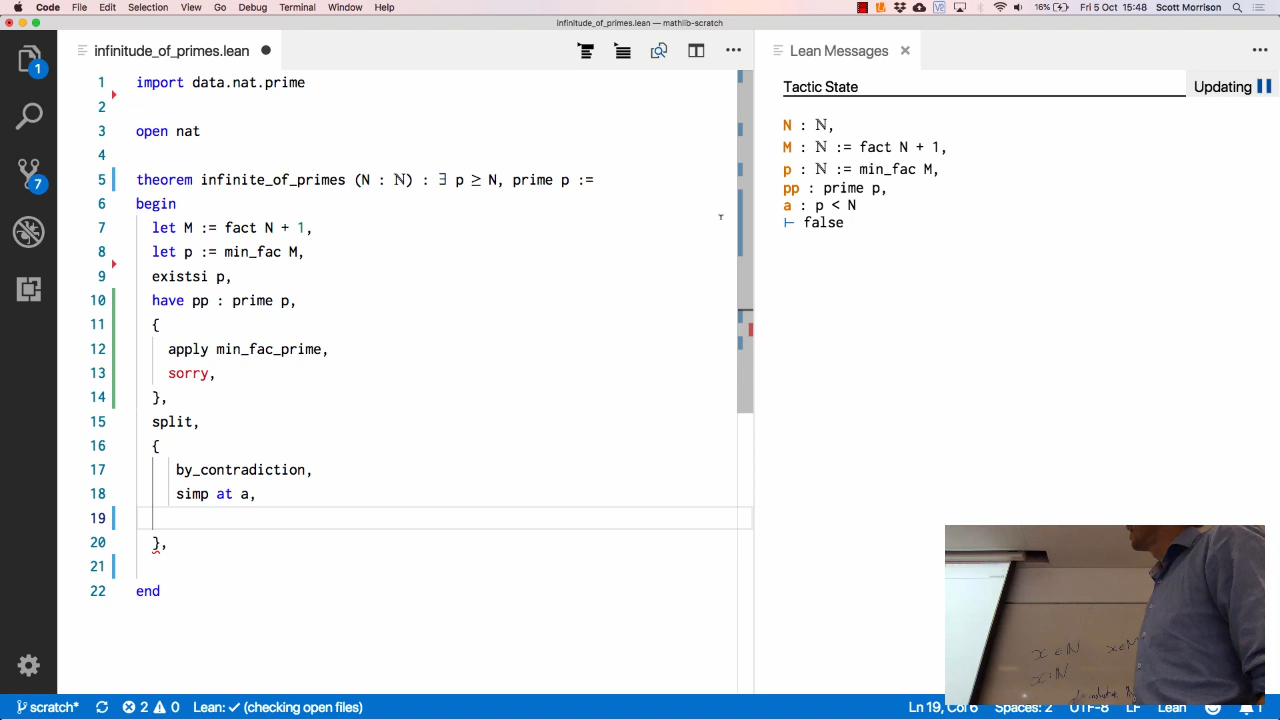 Code File Edit Selection View Go Debug Terminal Window Help 16% Fri 5 Oct 15:48 Scott Morrison
infinitude_of_primes.lean — mathlib-scratch
infinitude_of_primes.lean ●
Lean Messages ×
1 import data.nat.prime
2
3 open nat
4
5 theorem infinite_of_primes (N : ℕ) : ∃ p ≥ N, prime p :=
6 begin
7 let M := fact N + 1,
8 let p := min_fac M,
9 existsi p,
10 have pp : prime p,
11 {
12 apply min_fac_prime,
13 sorry,
14 },
15 split,
16 {
17 by_contradiction,
18 simp at a,
19
20 },
21
22 end
Tactic State
Updating
N : ℕ,
M : ℕ := fact N + 1,
p : ℕ := min_fac M,
pp : prime p,
a : p < N
⊢ false
1
7
x ∈ ℕ
x : ℕ
scratch* 2 0 Lean: ✓ (checking open files)
Ln 19, Col 6 Spaces: 2 UTF-8 LF Lean 1